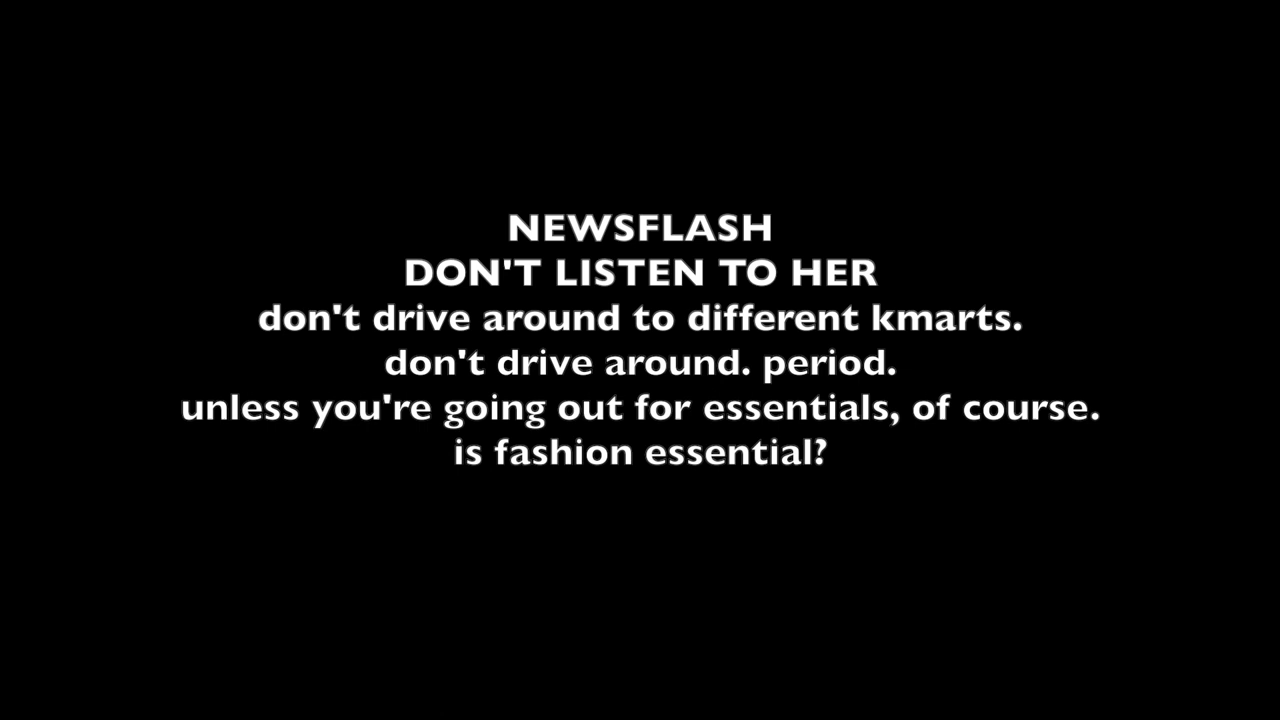 NEWSFLASH
DON'T LISTEN TO HER
don't drive around to different kmarts.
don't drive around. period.
unless you're going out for essentials, of course.
is fashion essential?